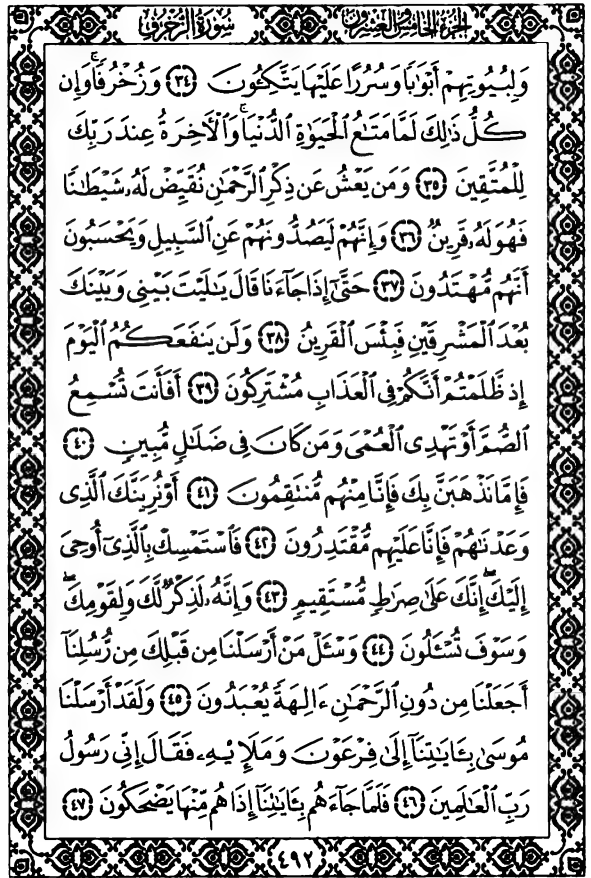 الجزء الخامس والعشرون
سورة الزخرف
وَلِبُيُوتِهِمْ أَبْوَٰبًا وَسُرُرًا عَلَيْهَا يَتَّكِـُٔونَ ٣٤ وَزُخْرُفًا ۚ وَإِن
كُلُّ ذَٰلِكَ لَمَّا مَتَـٰعُ ٱلْحَيَوٰةِ ٱلدُّنْيَا ۚ وَٱلْـَٔاخِرَةُ عِندَ رَبِّكَ
لِلْمُتَّقِينَ ٣٥ وَمَن يَعْشُ عَن ذِكْرِ ٱلرَّحْمَـٰنِ نُقَيِّضْ لَهُۥ شَيْطَـٰنًا
فَهُوَ لَهُۥ قَرِينٌ ٣٦ وَإِنَّهُمْ لَيَصُدُّونَهُمْ عَنِ ٱلسَّبِيلِ وَيَحْسَبُونَ
أَنَّهُم مُّهْتَدُونَ ٣٧ حَتَّىٰٓ إِذَا جَآءَنَا قَالَ يَـٰلَيْتَ بَيْنِى وَبَيْنَكَ
بُعْدَ ٱلْمَشْرِقَيْنِ فَبِئْسَ ٱلْقَرِينُ ٣٨ وَلَن يَنفَعَكُمُ ٱلْيَوْمَ
إِذ ظَّلَمْتُمْ أَنَّكُمْ فِى ٱلْعَذَابِ مُشْتَرِكُونَ ٣٩ أَفَأَنتَ تُسْمِعُ
ٱلصُّمَّ أَوْ تَهْدِى ٱلْعُمْىَ وَمَن كَانَ فِى ضَلَـٰلٍ مُّبِينٍ ٤٠
فَإِمَّا نَذْهَبَنَّ بِكَ فَإِنَّا مِنْهُم مُّنتَقِمُونَ ٤١ أَوْ نُرِيَنَّكَ ٱلَّذِى
وَعَدْنَـٰهُمْ فَإِنَّا عَلَيْهِم مُّقْتَدِرُونَ ٤٢ فَٱسْتَمْسِكْ بِٱلَّذِىٓ أُوحِىَ
إِلَيْكَ ۖ إِنَّكَ عَلَىٰ صِرَٰطٍ مُّسْتَقِيمٍ ٤٣ وَإِنَّهُۥ لَذِكْرٌ لَّكَ وَلِقَوْمِكَ ۖ
وَسَوْفَ تُسْـَٔلُونَ ٤٤ وَسْـَٔلْ مَنْ أَرْسَلْنَا مِن قَبْلِكَ مِن رُّسُلِنَآ
أَجَعَلْنَا مِن دُونِ ٱلرَّحْمَـٰنِ ءَالِهَةً يُعْبَدُونَ ٤٥ وَلَقَدْ أَرْسَلْنَا
مُوسَىٰ بِـَٔايَـٰتِنَآ إِلَىٰ فِرْعَوْنَ وَمَلَإِي۟هِۦ فَقَالَ إِنِّى رَسُولُ
رَبِّ ٱلْعَـٰلَمِينَ ٤٦ فَلَمَّا جَآءَهُم بِـَٔايَـٰتِنَآ إِذَا هُم مِّنْهَا يَضْحَكُونَ ٤٧
٤٩٢